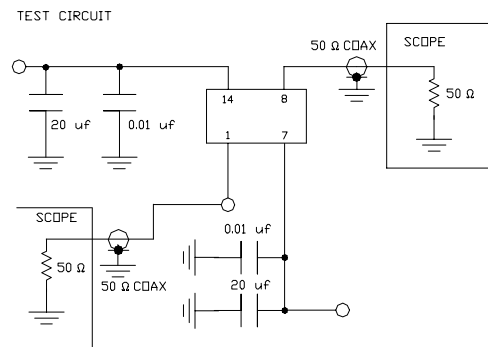 TEST CIRCUIT
50 Ω COAX
SCOPE
14
8
50 Ω
20 uf
0.01 uf
1
7
SCOPE
0.01 uf
50 Ω
50 Ω COAX
20 uf